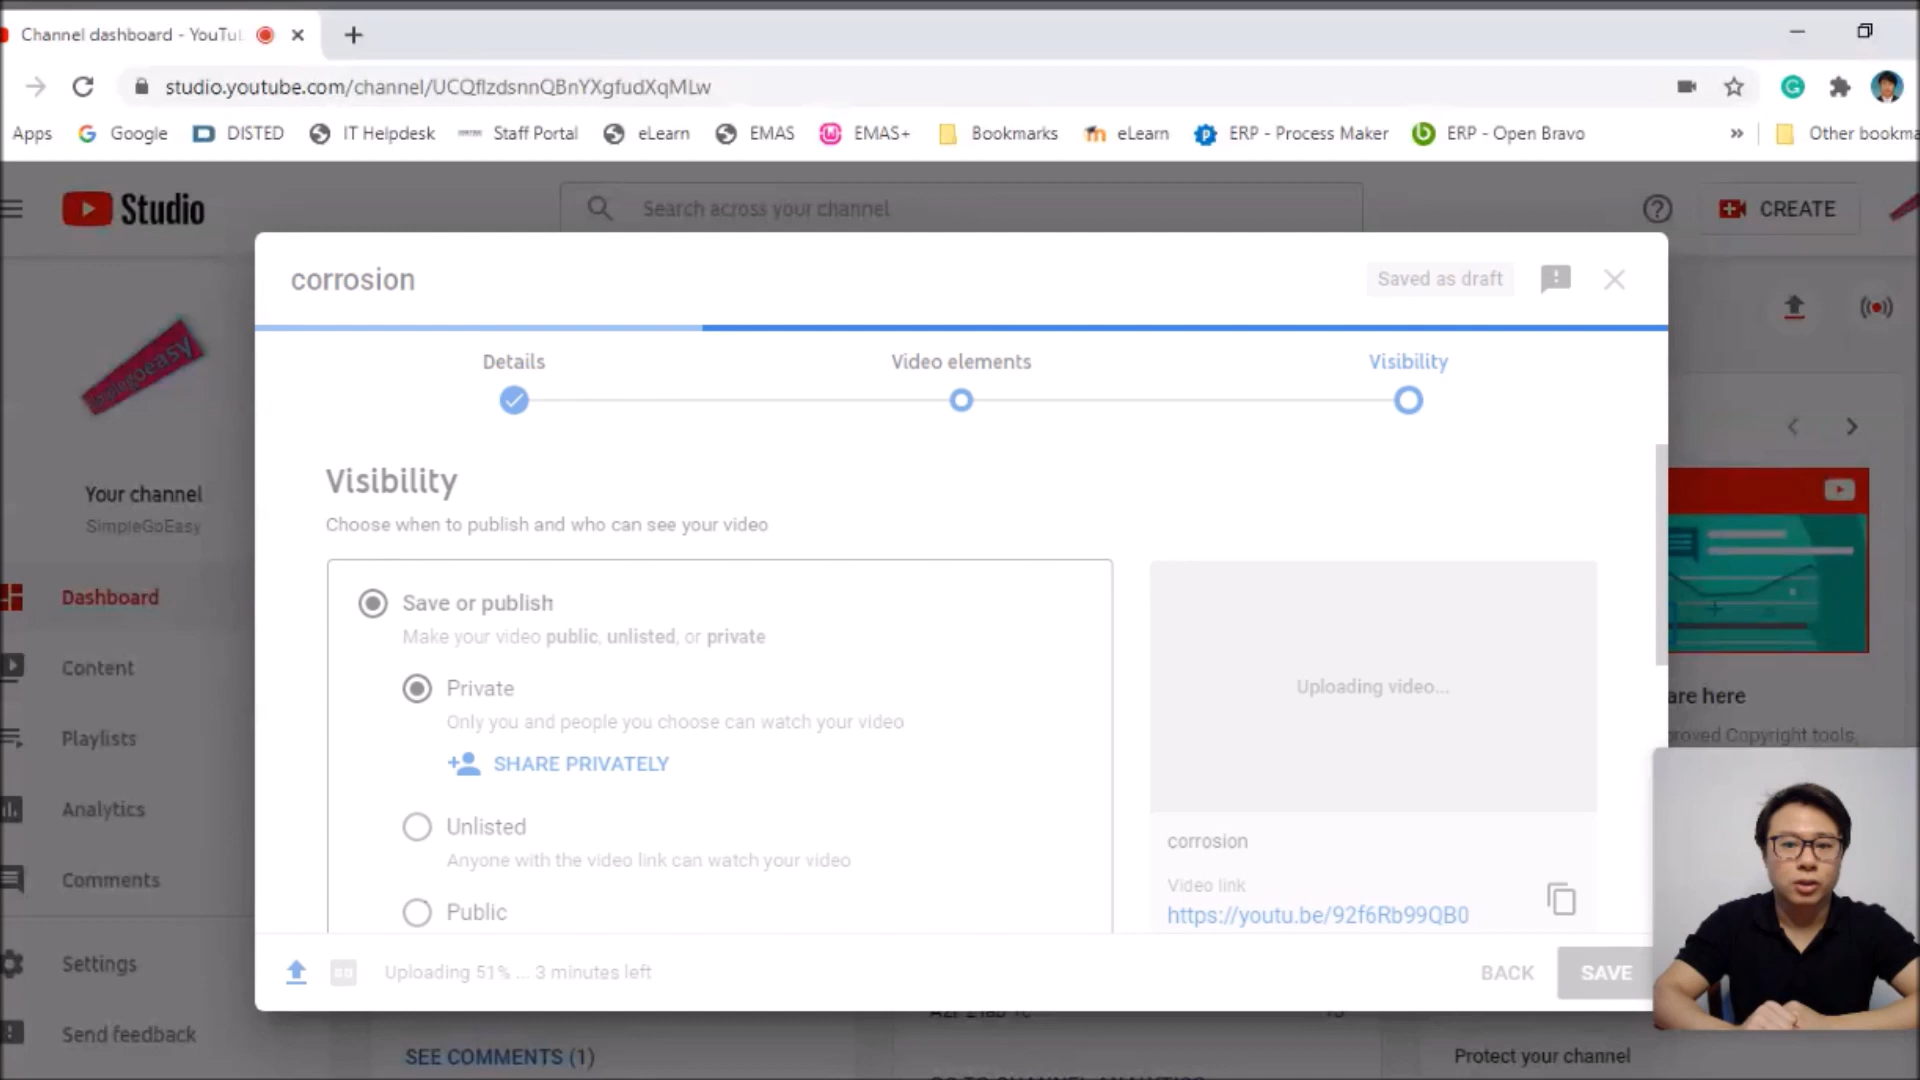 Channel dashboard - YouTu
studio.youtube.com/channel/UCQflzdsnnQBnYXgfudXqMLw
Apps Google DISTED IT Helpdesk Staff Portal eLearn EMAS EMAS+ Bookmarks eLearn ERP - Process Maker ERP - Open Bravo » Other bookma
Studio
Search across your channel
CREATE
corrosion
Saved as draft
Details
Video elements
Visibility
simplegoeasy
Your channel
SimpleGoEasy
Dashboard
Content
Playlists
Analytics
Comments
Settings
Send feedback
Visibility
Choose when to publish and who can see your video
Save or publish
Make your video public, unlisted, or private
Private
Only you and people you choose can watch your video
SHARE PRIVATELY
Unlisted
Anyone with the video link can watch your video
Public
Uploading video...
corrosion
Video link
https://youtu.be/92f6Rb99QB0
Uploading 51% ... 3 minutes left
BACK
SAVE
are here
roved Copyright tools,
SEE COMMENTS (1)
Protect your channel